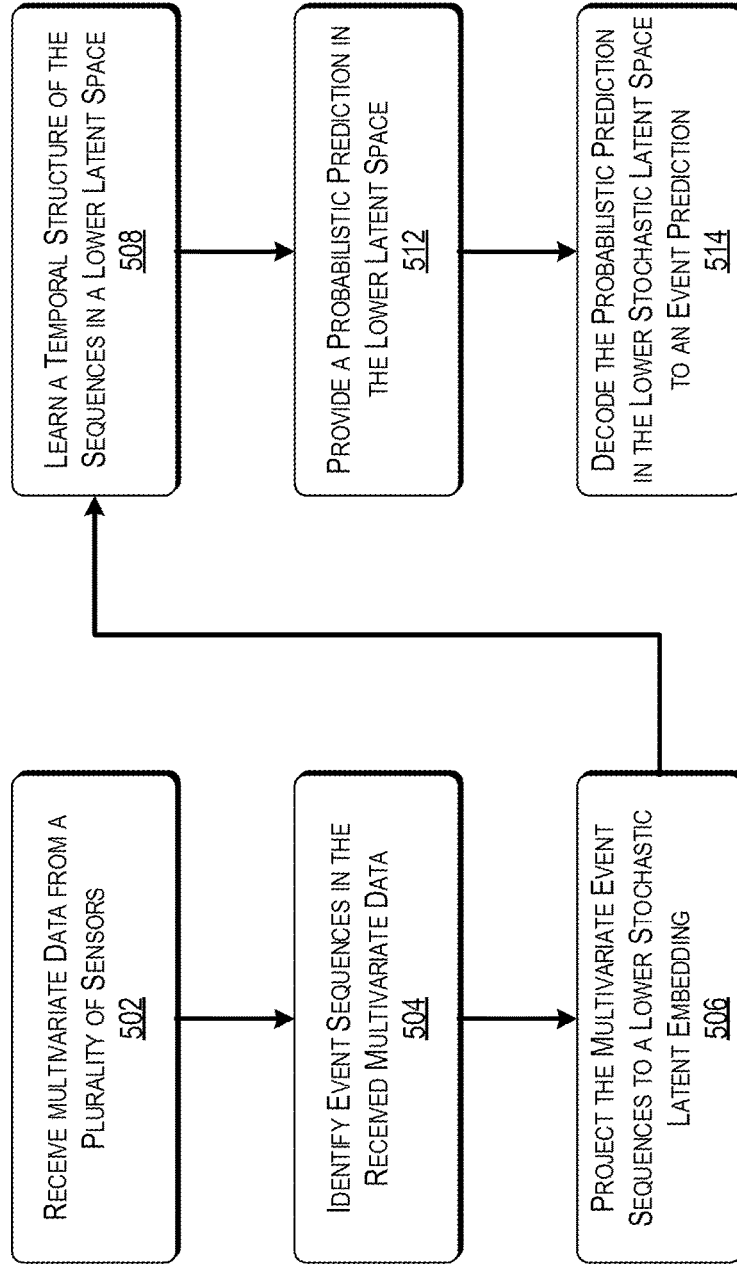 RECEIVE MULTIVARIATE DATA FROM A
PLURALITY OF SENSORS
502
IDENTIFY EVENT SEQUENCES IN THE
RECEIVED MULTIVARIATE DATA
504
PROJECT THE MULTIVARIATE EVENT
SEQUENCES TO A LOWER STOCHASTIC
LATENT EMBEDDING
506
LEARN A TEMPORAL STRUCTURE OF THE
SEQUENCES IN A LOWER LATENT SPACE
508
PROVIDE A PROBABILISTIC PREDICTION IN
THE LOWER LATENT SPACE
512
DECODE THE PROBABILISTIC PREDICTION
IN THE LOWER STOCHASTIC LATENT SPACE
TO AN EVENT PREDICTION
514